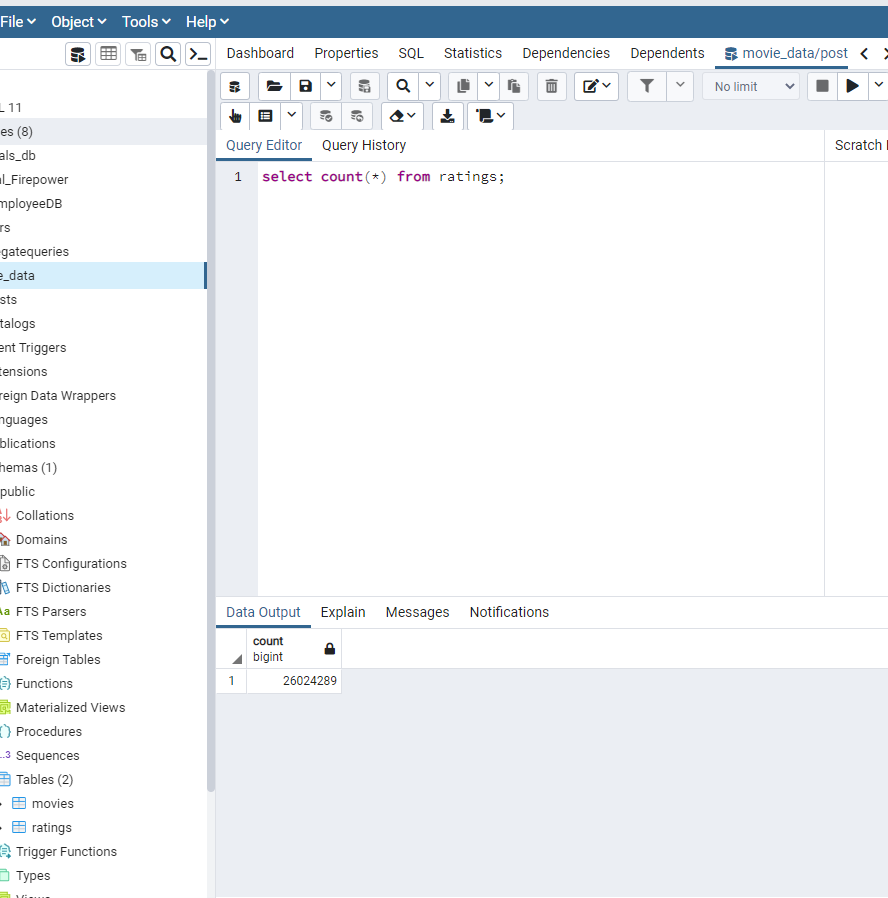 File Object Tools Help
Dashboard Properties SQL Statistics Dependencies Dependents movie_data/post
L 11
es (8)
als_db
al_Firepower
mployeeDB
rs
gatequeries
e_data
sts
talogs
ent Triggers
tensions
reign Data Wrappers
nguages
blications
hemas (1)
public
Collations
Domains
FTS Configurations
FTS Dictionaries
FTS Parsers
FTS Templates
Foreign Tables
Functions
Materialized Views
Procedures
Sequences
Tables (2)
movies
ratings
Trigger Functions
Types
Views
No limit
Query Editor Query History Scratch
1 select count(*) from ratings;
Data Output Explain Messages Notifications
count
bigint
1 26024289